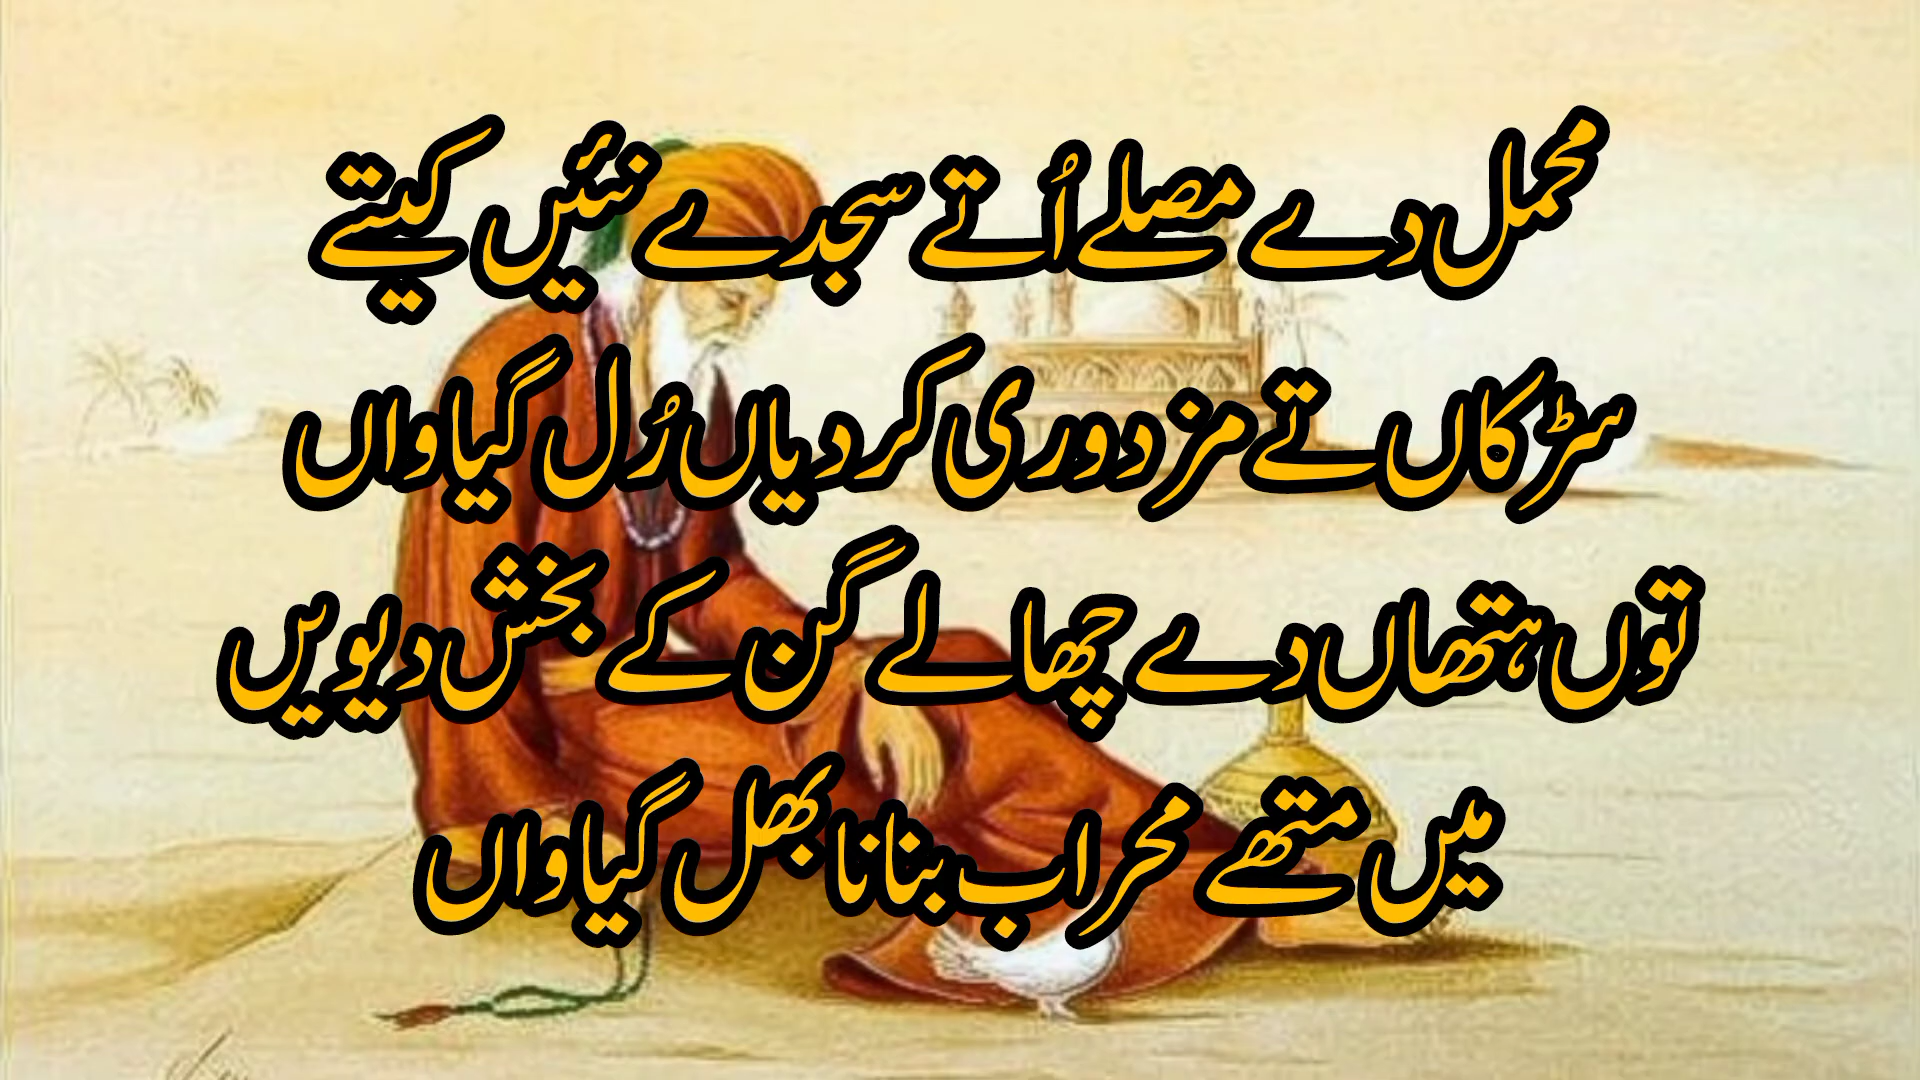 محمل دے مصلے اُتے سجدے نئیں کیتے
سڑکاں تے مزدوری کردیاں رُل گیا واں
توں ہتھاں دے چھالے گن کے بخش دیویں
میں متھے محراب بنانا بھل گیا واں